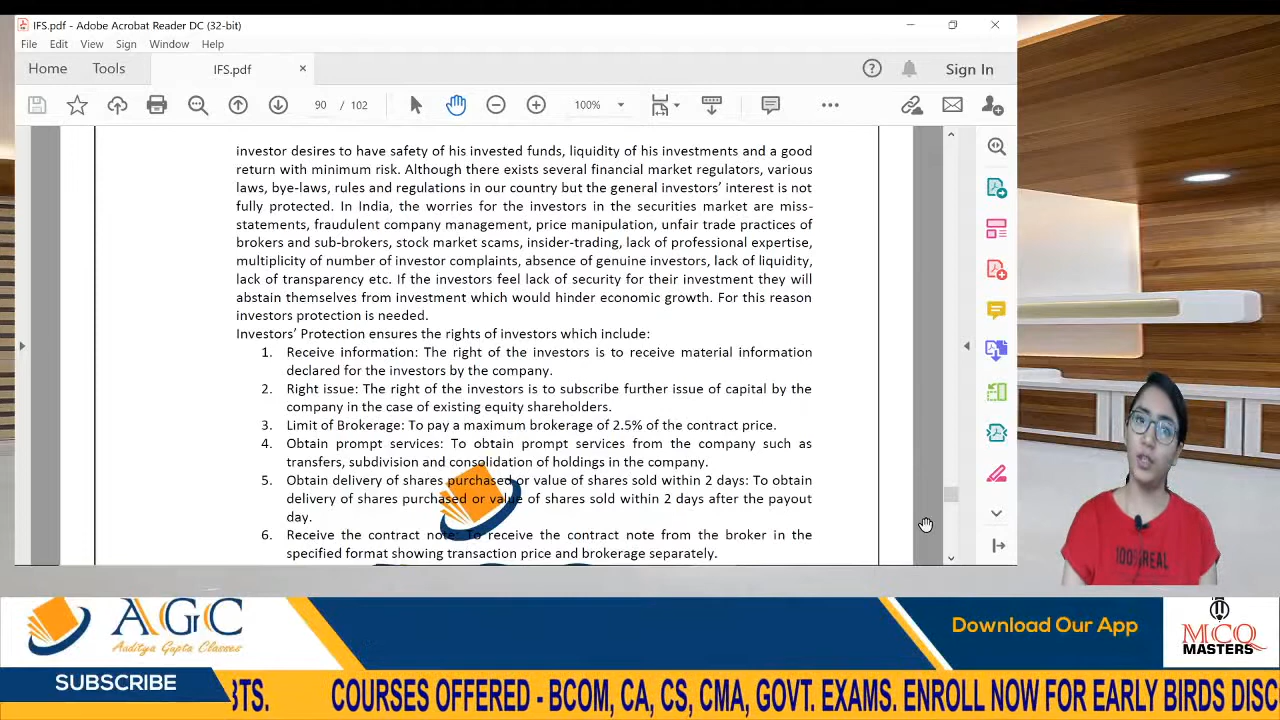 IFS.pdf - Adobe Acrobat Reader DC (32-bit)
File Edit View Sign Window Help
Home Tools IFS.pdf × Sign In
90 / 102 100%
investor desires to have safety of his invested funds, liquidity of his investments and a good
return with minimum risk. Although there exists several financial market regulators, various
laws, bye-laws, rules and regulations in our country but the general investors' interest is not
fully protected. In India, the worries for the investors in the securities market are miss-
statements, fraudulent company management, price manipulation, unfair trade practices of
brokers and sub-brokers, stock market scams, insider-trading, lack of professional expertise,
multiplicity of number of investor complaints, absence of genuine investors, lack of liquidity,
lack of transparency etc. If the investors feel lack of security for their investment they will
abstain themselves from investment which would hinder economic growth. For this reason
investors protection is needed.
Investors' Protection ensures the rights of investors which include:
1. Receive information: The right of the investors is to receive material information
declared for the investors by the company.
2. Right issue: The right of the investors is to subscribe further issue of capital by the
company in the case of existing equity shareholders.
3. Limit of Brokerage: To pay a maximum brokerage of 2.5% of the contract price.
4. Obtain prompt services: To obtain prompt services from the company such as
transfers, subdivision and consolidation of holdings in the company.
5. Obtain delivery of shares purchased or value of shares sold within 2 days: To obtain
delivery of shares purchased or value of shares sold within 2 days after the payout
day.
6. Receive the contract note: To receive the contract note from the broker in the
specified format showing transaction price and brokerage separately.
100% REAL
AGC
Auditya Gupta Classes
Download Our App
MCQ
MASTERS
SUBSCRIBE
BTS. COURSES OFFERED - BCOM, CA, CS, CMA, GOVT. EXAMS. ENROLL NOW FOR EARLY BIRDS DISC